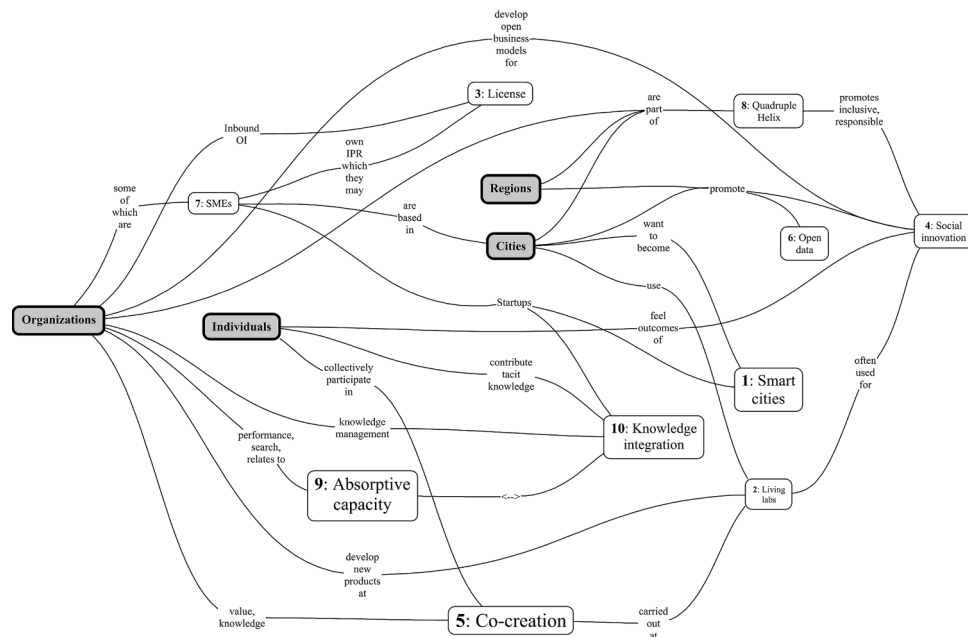 develop
open
business
models
for
3: License
are
part
of
8: Quadruple
Helix
promotes
inclusive,
responsible
Inbound
OI
own
IPR
which
they
may
some
of
which
are
7: SMEs
Regions
promote
are
based
in
want
to
become
Cities
6: Open
data
4: Social
innovation
use
Startups
Organizations
Individuals
feel
outcomes
of
collectively
participate
in
contribute
tacit
knowledge
often
used
for
1: Smart
cities
knowledge
management
10: Knowledge
integration
performance,
search,
relates to
9: Absorptive
capacity
<-->
2: Living
labs
develop
new
products
at
value,
knowledge
5: Co-creation
carried
out
at